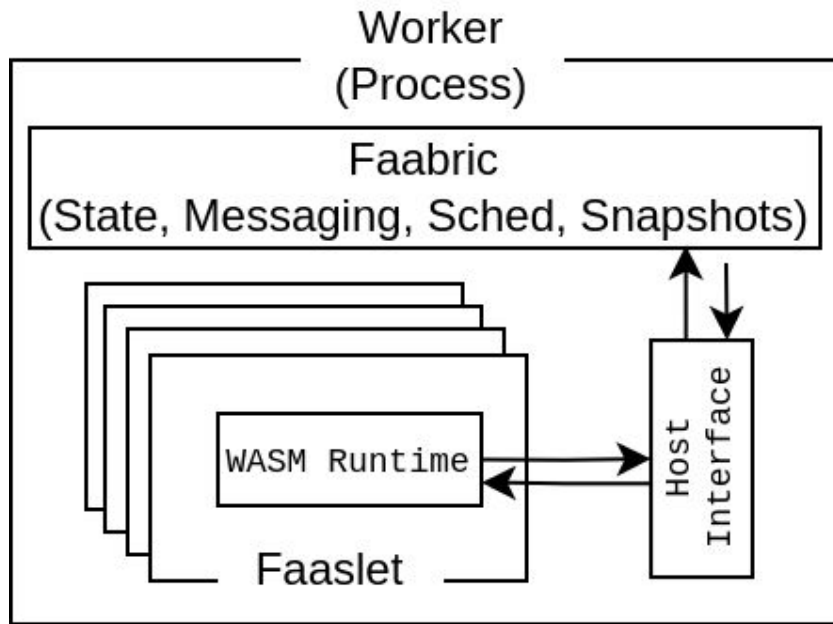 Worker
(Process)
Faabric
(State, Messaging, Sched, Snapshots)
WASM Runtime
Host
Interface
Faaslet